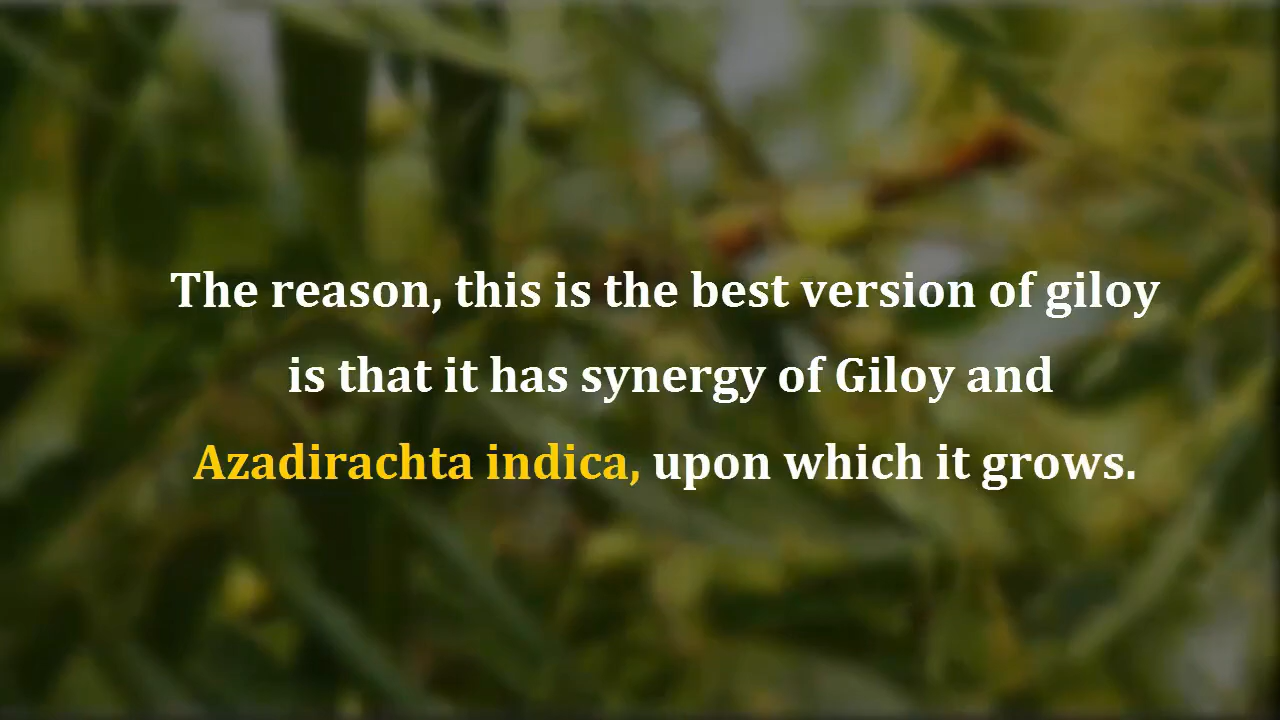 The reason, this is the best version of giloy
is that it has synergy of Giloy and
Azadirachta indica, upon which it grows.